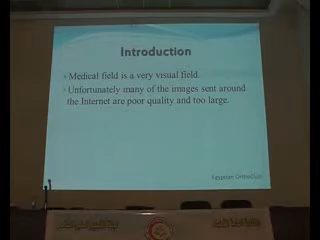 Introduction
Medical field is a very visual field.
Unfortunately many of the images sent around
the Internet are poor quality and too large.
Egyptian Orthoclub